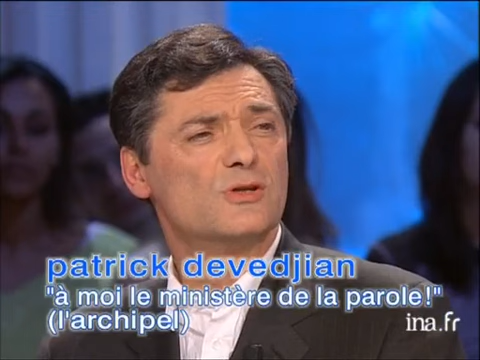 patrick devedjian
"à moi le ministère de la parole!"
(l'archipel)
ina.fr